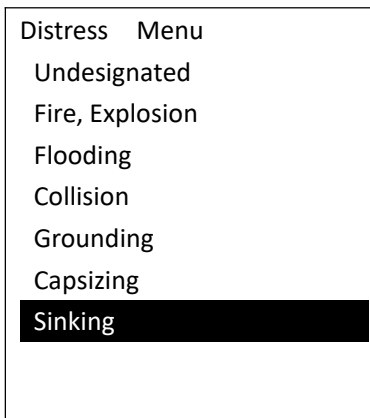 Distress Menu
Undesignated
Fire, Explosion
Flooding
Collision
Grounding
Capsizing
Sinking